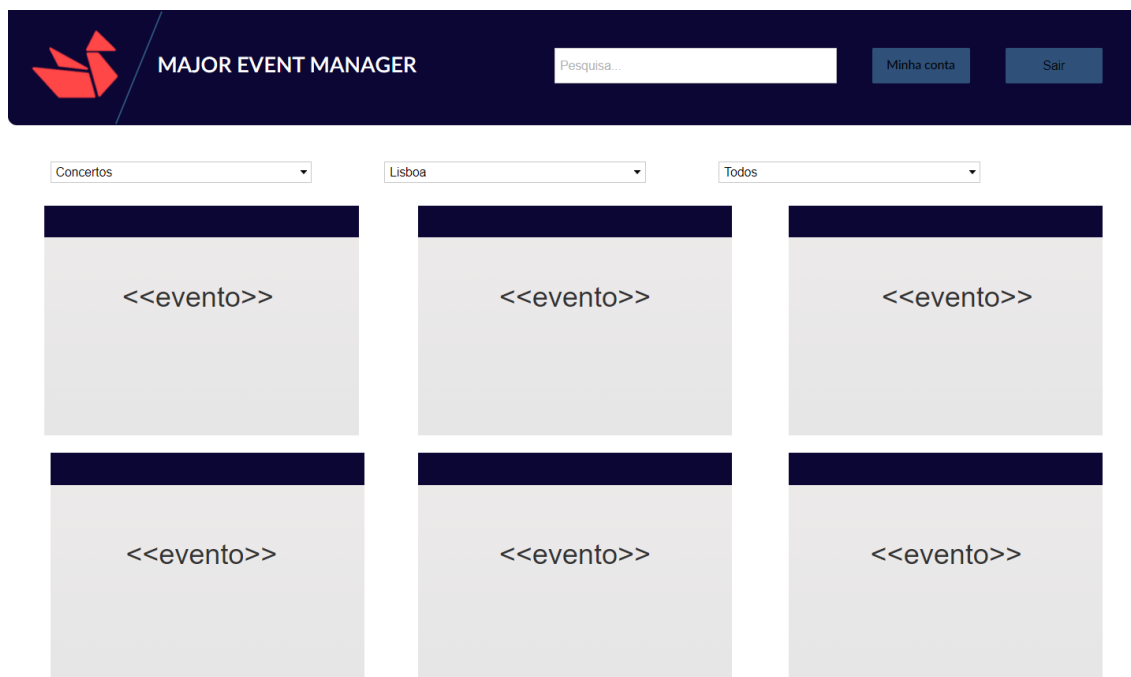 MAJOR EVENT MANAGER
Pesquisa...
Minha conta
Sair
Concertos
Lisboa
Todos
<<evento>>
<<evento>>
<<evento>>
<<evento>>
<<evento>>
<<evento>>